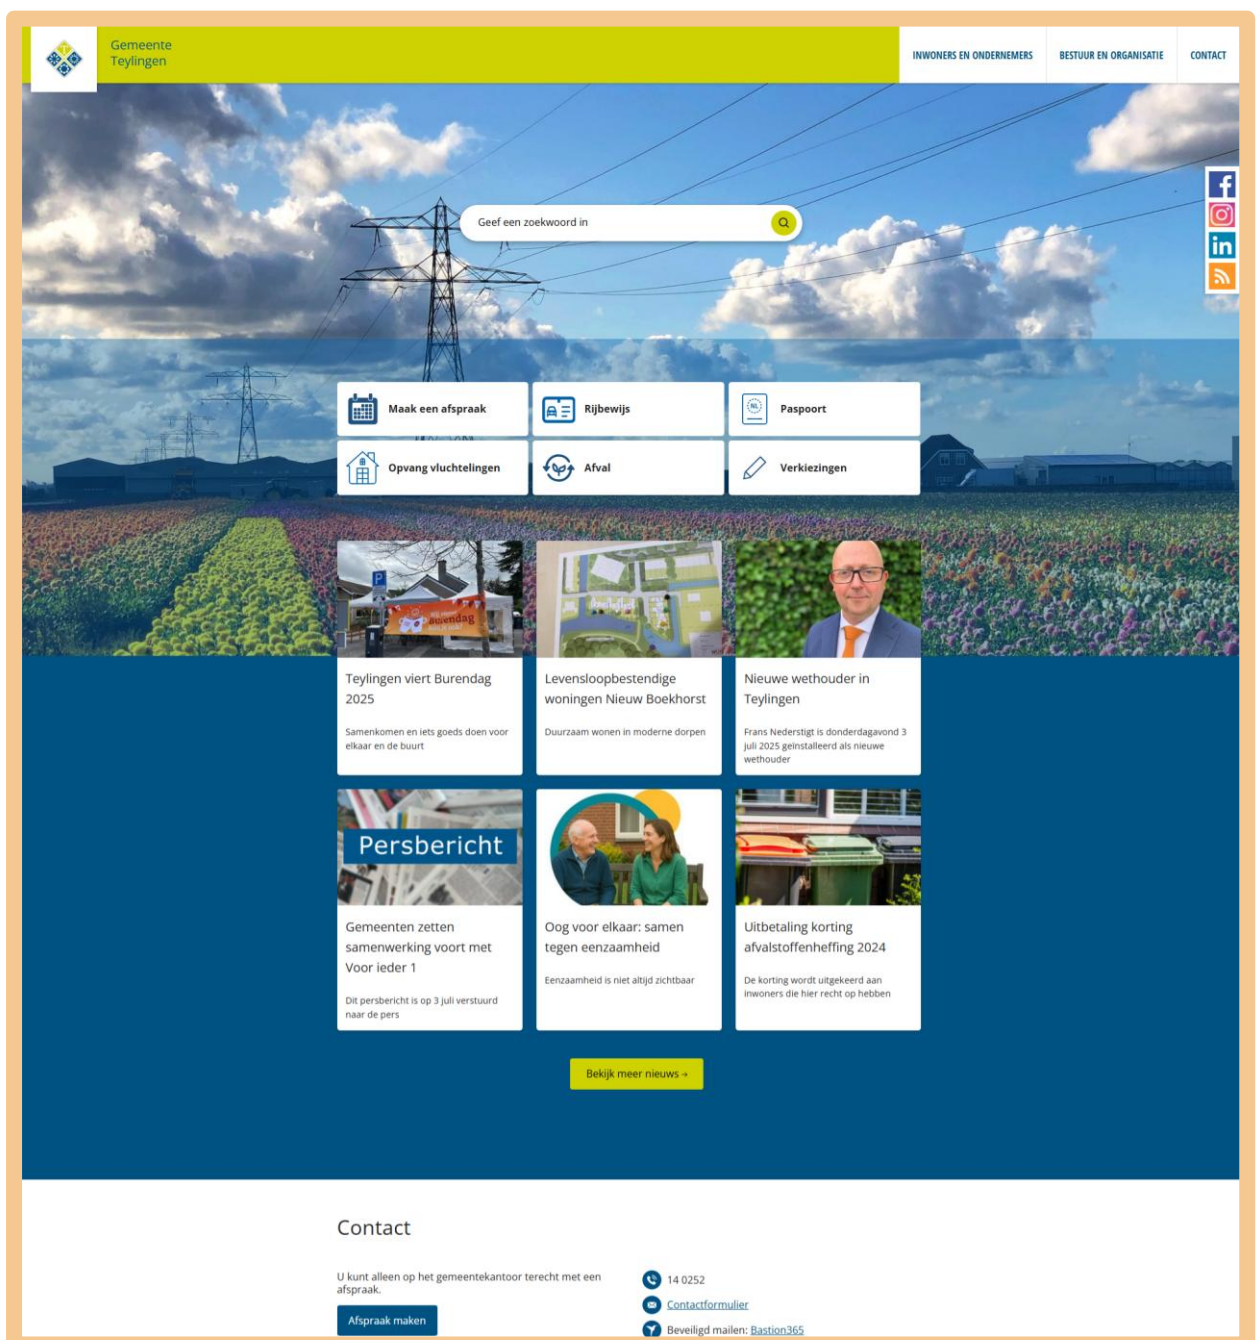 Gemeente
Teylingen
INWONERS EN ONDERNEMERS
BESTUUR EN ORGANISATIE
CONTACT
Geef een zoekwoord in
Maak een afspraak
Rijbewijs
Paspoort
Opvang vluchtelingen
Afval
Verkiezingen
Teylingen viert Burendag
2025
Samenkomen en iets goeds doen voor
elkaar en de buurt
Levensloopbestendige
woningen Nieuw Boekhorst
Duurzaam wonen in moderne dorpen
Nieuwe wethouder in
Teylingen
Frans Nederstigt is donderdagavond 3
juli 2025 geïnstalleerd als nieuwe
wethouder
Persbericht
Gemeenten zetten
samenwerking voort met
Voor ieder 1
Dit persbericht is op 3 juli verstuurd
naar de pers
Oog voor elkaar: samen
tegen eenzaamheid
Eenzaamheid is niet altijd zichtbaar
Uitbetaling korting
afvalstoffenheffing 2024
De korting wordt uitgekeerd aan
inwoners die hier recht op hebben
Bekijk meer nieuws →
Contact
U kunt alleen op het gemeentekantoor terecht met een
afspraak.
Afspraak maken
14 0252
Contactformulier
Beveiligd mailen: Bastion365